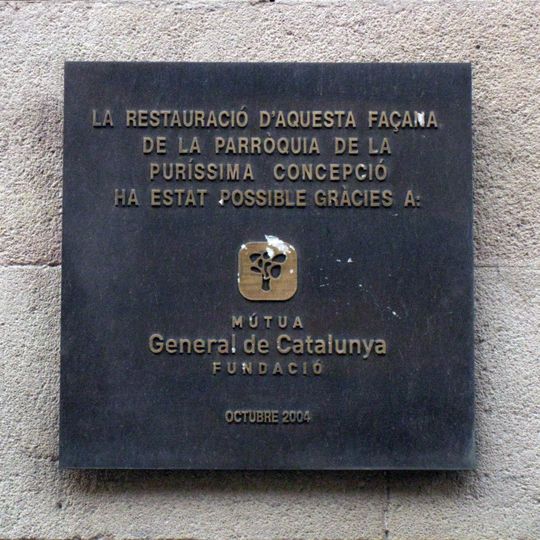 LA RESTAURACIÓ D'AQUESTA FAÇANA
DE LA PARRÒQUIA DE LA
PURÍSSIMA CONCEPCIÓ
HA ESTAT POSSIBLE GRÀCIES A:
MÚTUA
General de Catalunya
FUNDACIÓ
OCTUBRE 2004